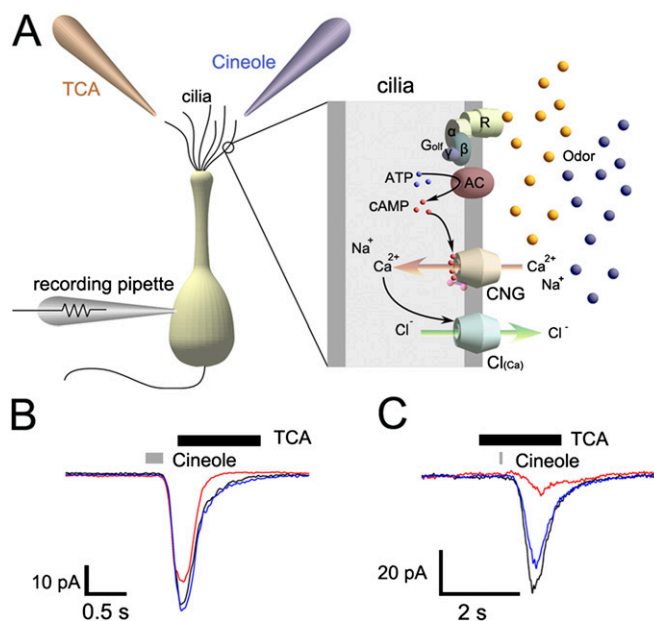 A
TCA
Cineole
cilia
recording pipette
cilia
R
α
β
γ
Golf
Odor
ATP
AC
cAMP
Na+
Ca2+
Ca2+
Na+
CNG
Cl-
Cl-
Cl(Ca)
B
TCA
Cineole
10 pA
0.5 s
C
TCA
Cineole
20 pA
2 s